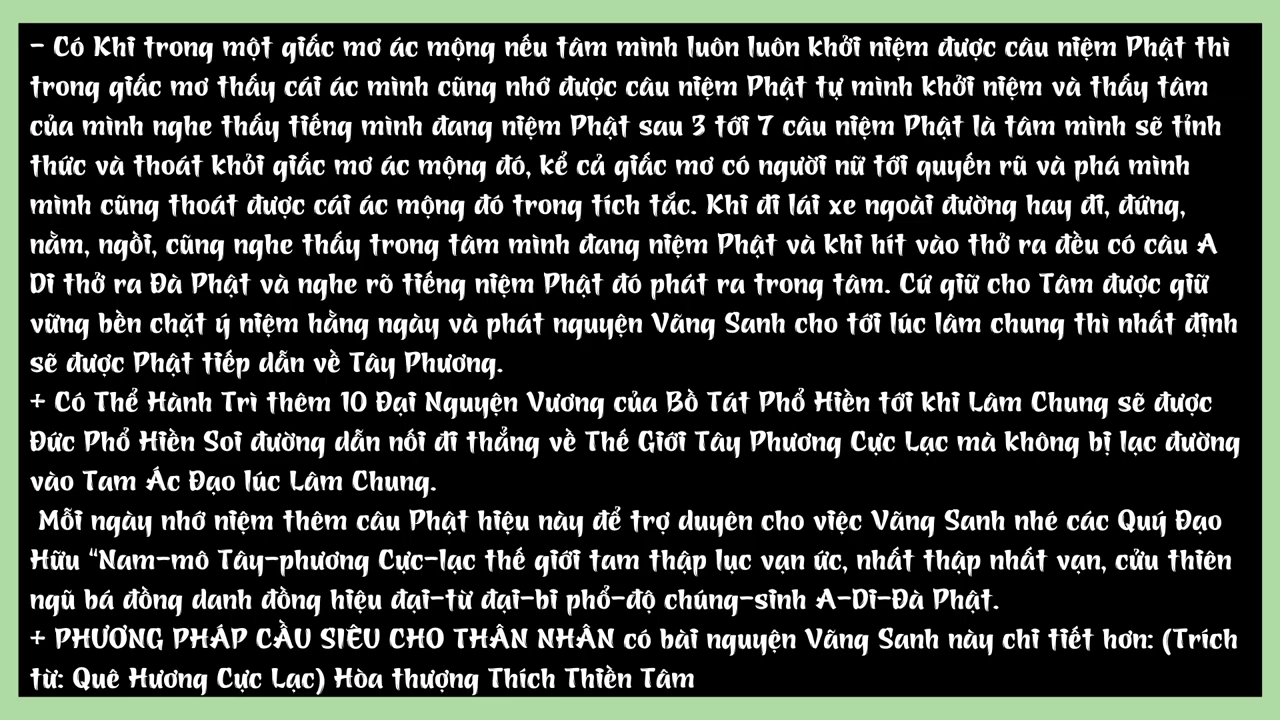 - Có Khi trong một giấc mơ ác mộng nếu tâm mình luôn luôn khởi niệm được câu niệm Phật thì
trong giấc mơ thấy cái ác mình cũng nhớ được câu niệm Phật tự mình khởi niệm và thấy tâm
của mình nghe thấy tiếng mình đang niệm Phật sau 3 tới 7 câu niệm Phật là tâm mình sẽ tỉnh
thức và thoát khỏi giấc mơ ác mộng đó, kể cả giấc mơ có người nữ tới quyến rũ và phá mình
mình cũng thoát được cái ác mộng đó trong tích tắc. Khi đi lái xe ngoài đường hay đi, đứng,
nằm, ngồi, cũng nghe thấy trong tâm mình đang niệm Phật và khi hít vào thở ra đều có câu A
Di thở ra Đà Phật và nghe rõ tiếng niệm Phật đó phát ra trong tâm. Cứ giữ cho Tâm được giữ
vững bền chặt ý niệm hằng ngày và phát nguyện Vãng Sanh cho tới lúc lâm chung thì nhất định
sẽ được Phật tiếp dẫn về Tây Phương.
+ Có Thể Hành Trì thêm 10 Đại Nguyện Vương của Bồ Tát Phổ Hiền tới khi Lâm Chung sẽ được
Đức Phổ Hiền Soi đường dẫn nối đi thẳng về Thế Giới Tây Phương Cực Lạc mà không bị lạc đường
vào Tam Ác Đạo lúc Lâm Chung.
Mỗi ngày nhớ niệm thêm câu Phật hiệu này để trợ duyên cho việc Vãng Sanh nhé các Quý Đạo
Hữu "Nam-mô Tây-phương Cực-lạc thế giới tam thập lục vạn ức, nhất thập nhất vạn, cửu thiên
ngũ bá đồng danh đồng hiệu đại-từ đại-bi phổ-độ chúng-sinh A-Di-Đà Phật.
+ PHƯƠNG PHÁP CẦU SIÊU CHO THÂN NHÂN có bài nguyện Vãng Sanh này chi tiết hơn: (Trích
từ: Quê Hương Cực Lạc) Hòa thượng Thích Thiền Tâm